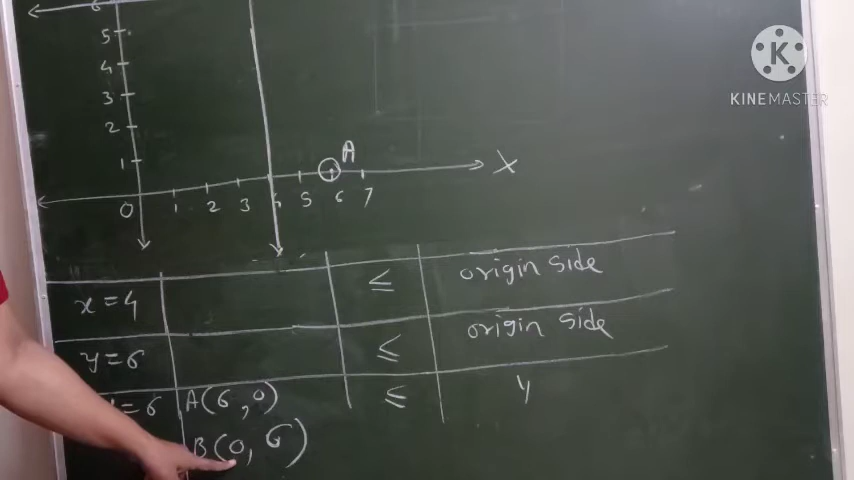 6
5
4
3
2
1
A
X
0 1 2 3 4 5 6 7
x = 4 ≤ origin side
y = 6 ≤ origin side
= 6 A(6, 0) ≤ 4
B(0, 6)
K
KINEMASTER